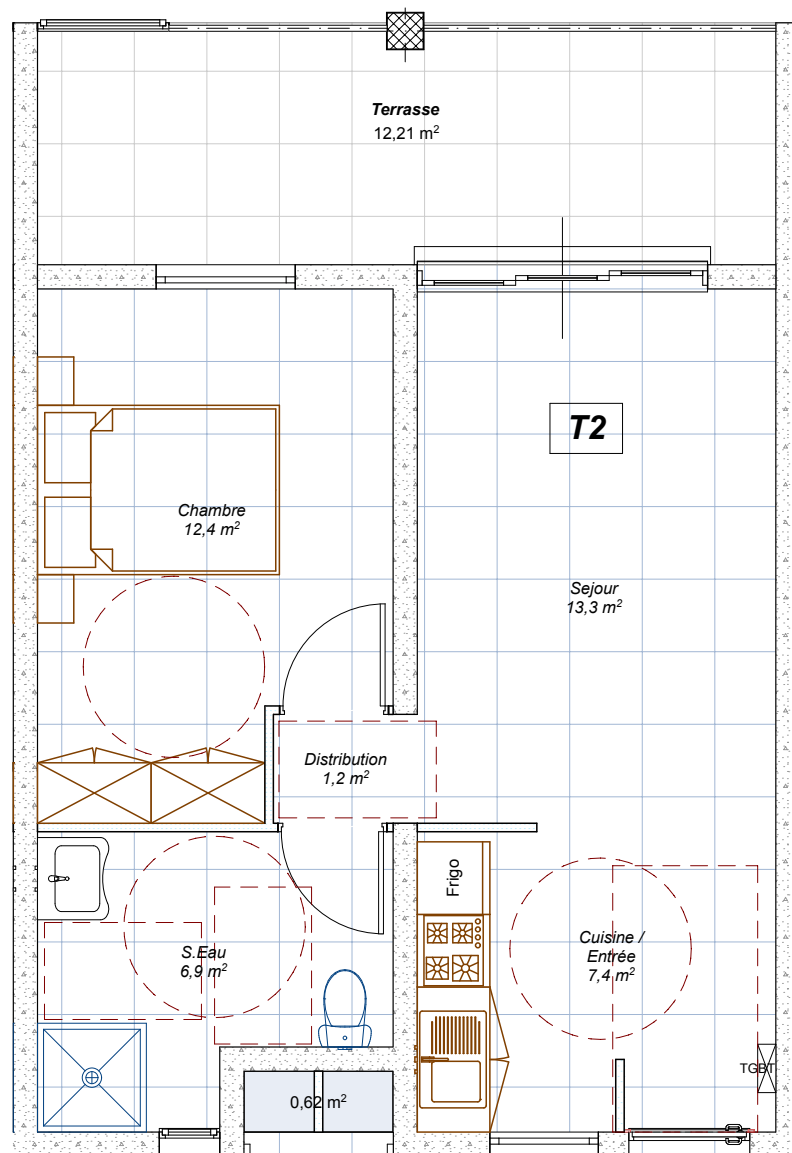 Terrasse
12,21 m²
T2
Chambre
12,4 m²
Sejour
13,3 m²
Distribution
1,2 m²
Frigo
S.Eau
6,9 m²
Cuisine /
Entrée
7,4 m²
TGBT
0,62 m²